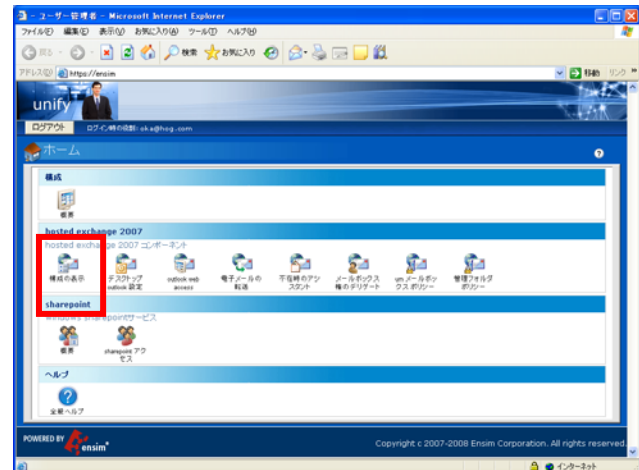 - ユーザー管理者 - Microsoft Internet Explorer
ファイル(F) 編集(E) 表示(V) お気に入り(A) ツール(T) ヘルプ(H)
戻る 検索 お気に入り
アドレス(D) https://ensim 移動 リンク
unify
ログアウト ログイン時の役割: oka@hog.com
ホーム
構成
概要
hosted exchange 2007
hosted exchange 2007 コンポーネント
構成の表示 デスクトップ outlook 設定 outlook web access 電子メールの転送 不在時のアシスタント メールボックス権のデリゲート um メールボックスポリシー 管理フォルダポリシー
sharepoint
windows sharepointサービス
概要 sharepoint アクセス
ヘルプ
全般ヘルプ
POWERED BY ensim Copyright c 2007-2008 Ensim Corporation. All rights reserved.
インターネット